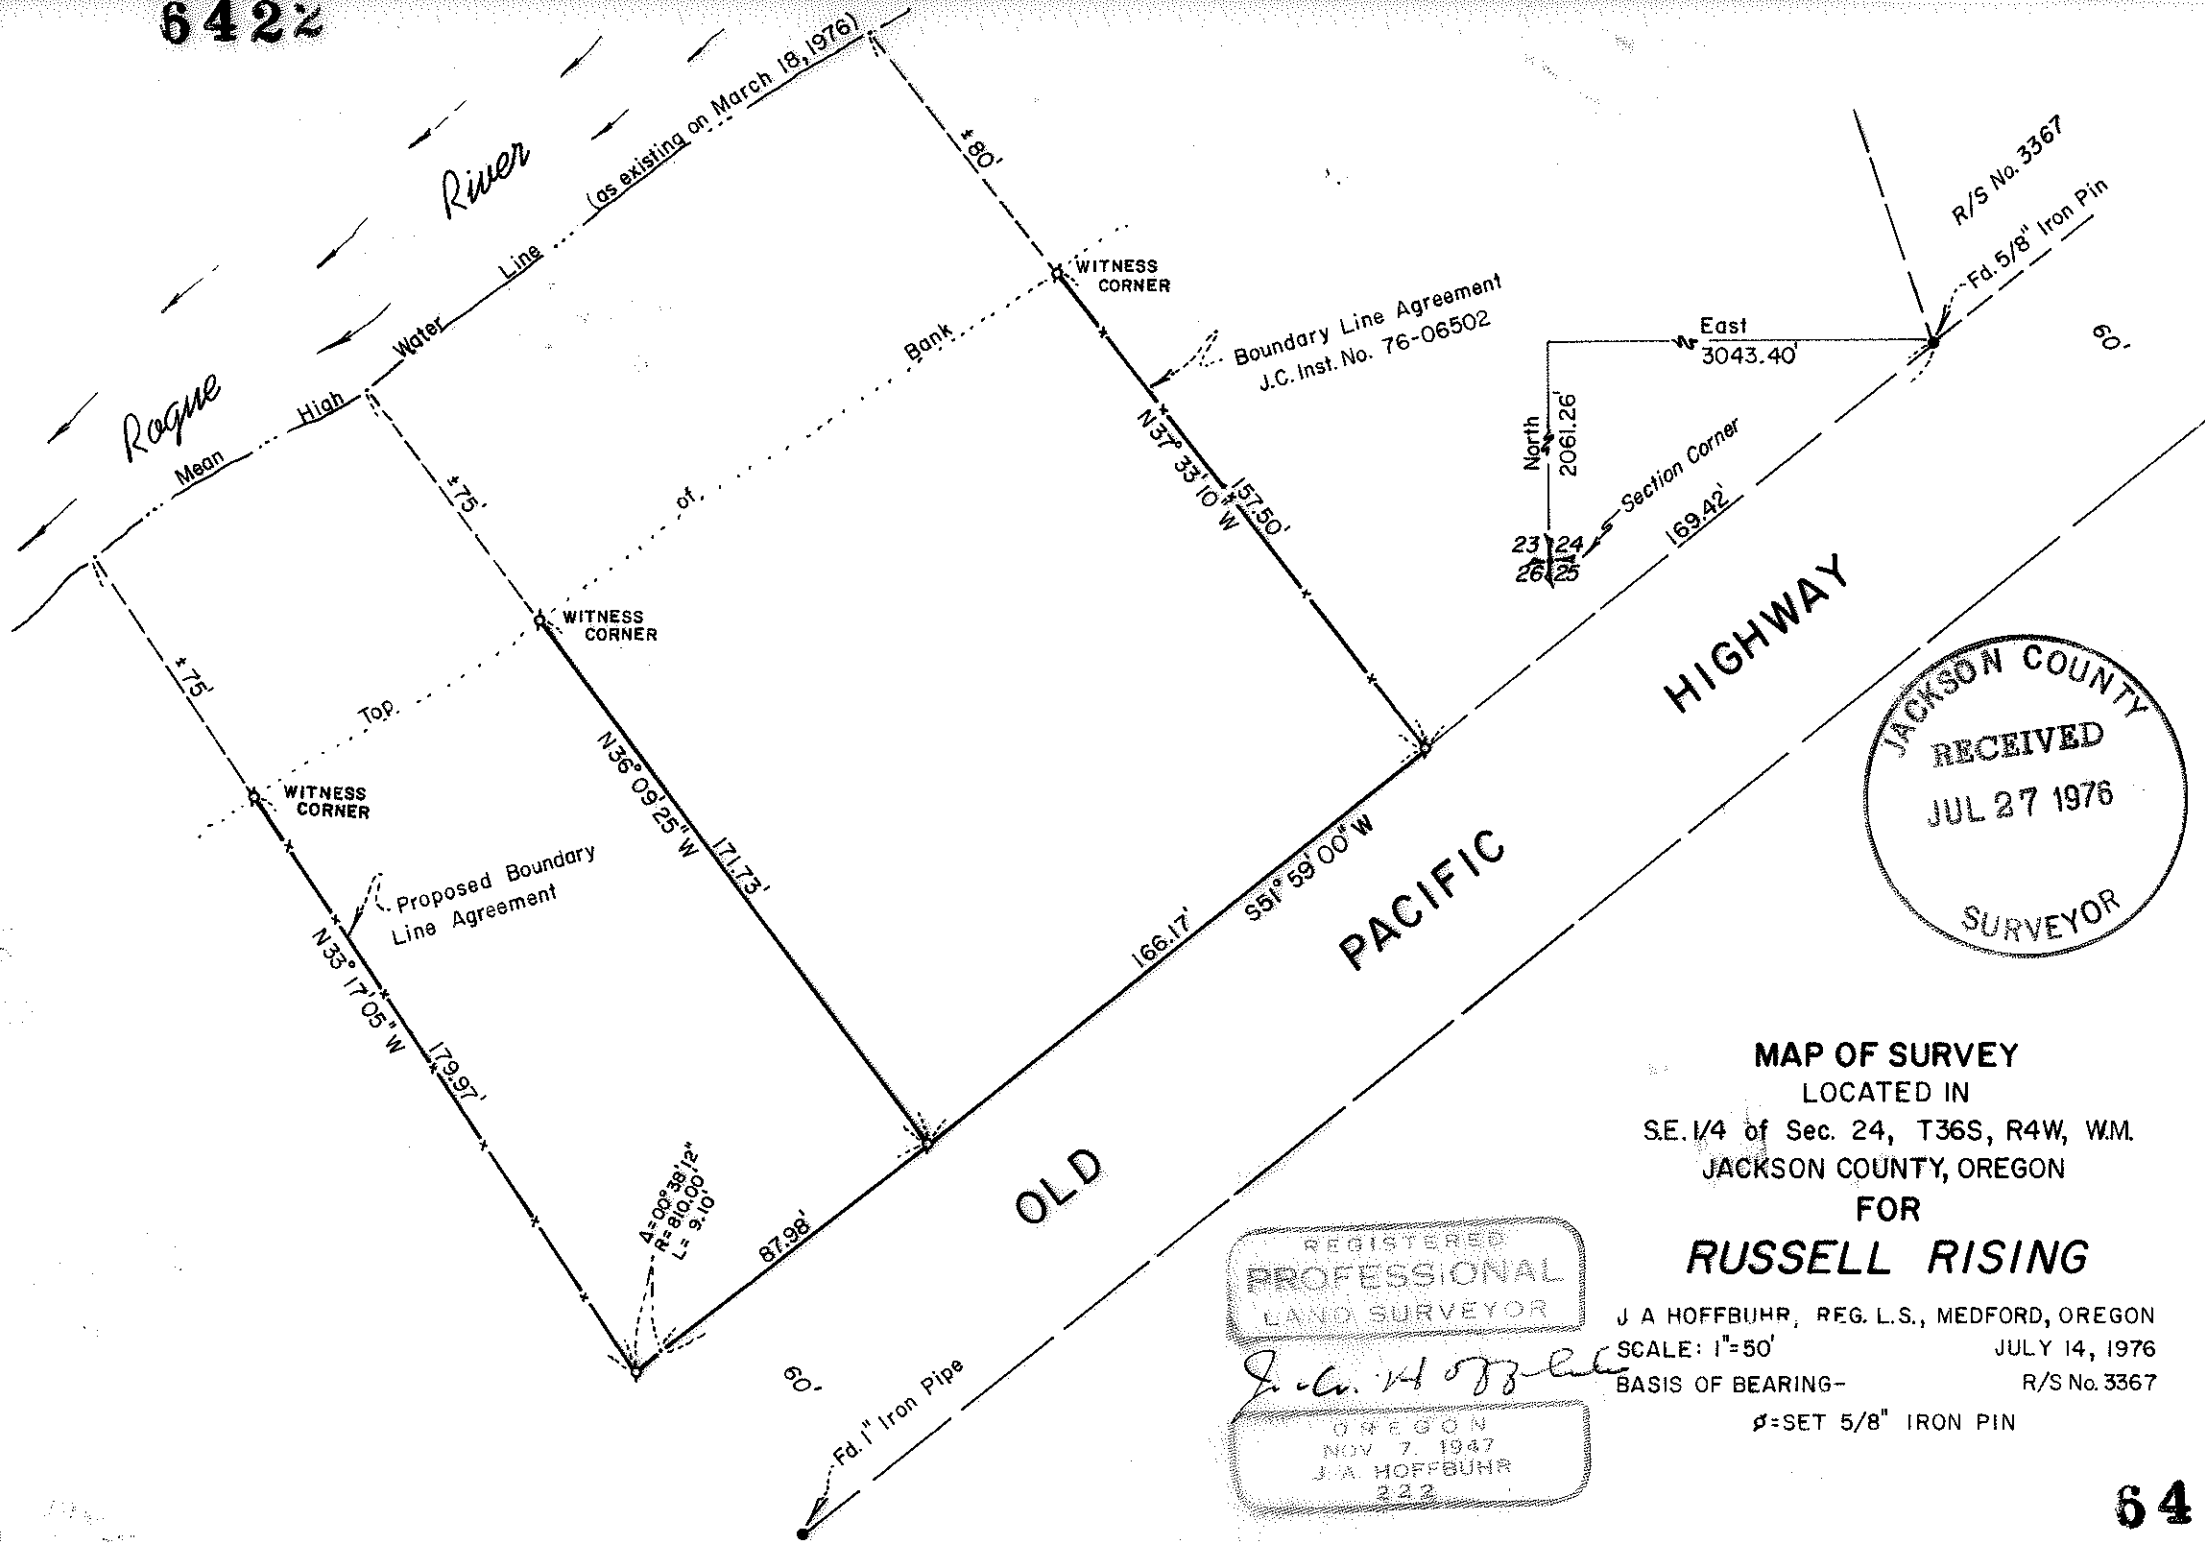 6422
Rogue River
Mean High Water Line (as existing on March 18, 1976)
±80'
±75'
±75'
WITNESS
CORNER
WITNESS
CORNER
WITNESS
CORNER
Top of Bank
Boundary Line Agreement
J.C. Inst. No. 76-06502
N37° 33' 10" W
157.50'
N36° 09' 25" W
171.73'
Proposed Boundary
Line Agreement
N33° 17' 05" W
179.97'
Δ=00°38'12"
R=810.00'
L= 9.10'
87.98'
166.17'
S51° 59' 00" W
169.42'
East
3043.40'
North
2061.26'
Section Corner
23 24
26 25
R/S No. 3367
Fd. 5/8" Iron Pin
60'
60'
Fd. 1" Iron Pipe
OLD PACIFIC HIGHWAY
JACKSON COUNTY
RECEIVED
JUL 27 1976
SURVEYOR
MAP OF SURVEY
LOCATED IN
S.E. 1/4 of Sec. 24, T36S, R4W, W.M.
JACKSON COUNTY, OREGON
FOR
RUSSELL RISING
J A HOFFBUHR, REG. L.S., MEDFORD, OREGON
SCALE: 1"=50' JULY 14, 1976
BASIS OF BEARING- R/S No. 3367
ø=SET 5/8" IRON PIN
REGISTERED
PROFESSIONAL
LAND SURVEYOR
OREGON
NOV 7. 1947
J. A. HOFFBUHR
222
64